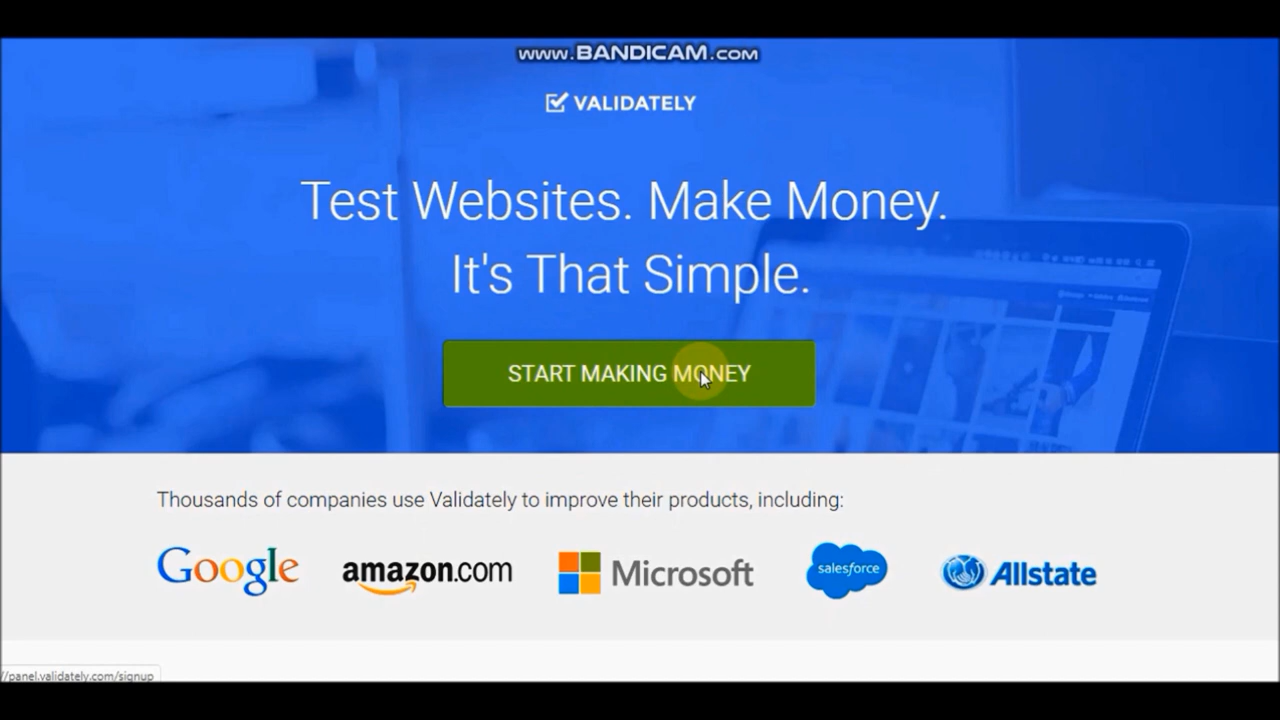 www.BANDICAM.com
VALIDATELY
Test Websites. Make Money.
It's That Simple.
START MAKING MONEY
Thousands of companies use Validately to improve their products, including:
Google amazon.com Microsoft salesforce Allstate
//panel.validately.com/signup